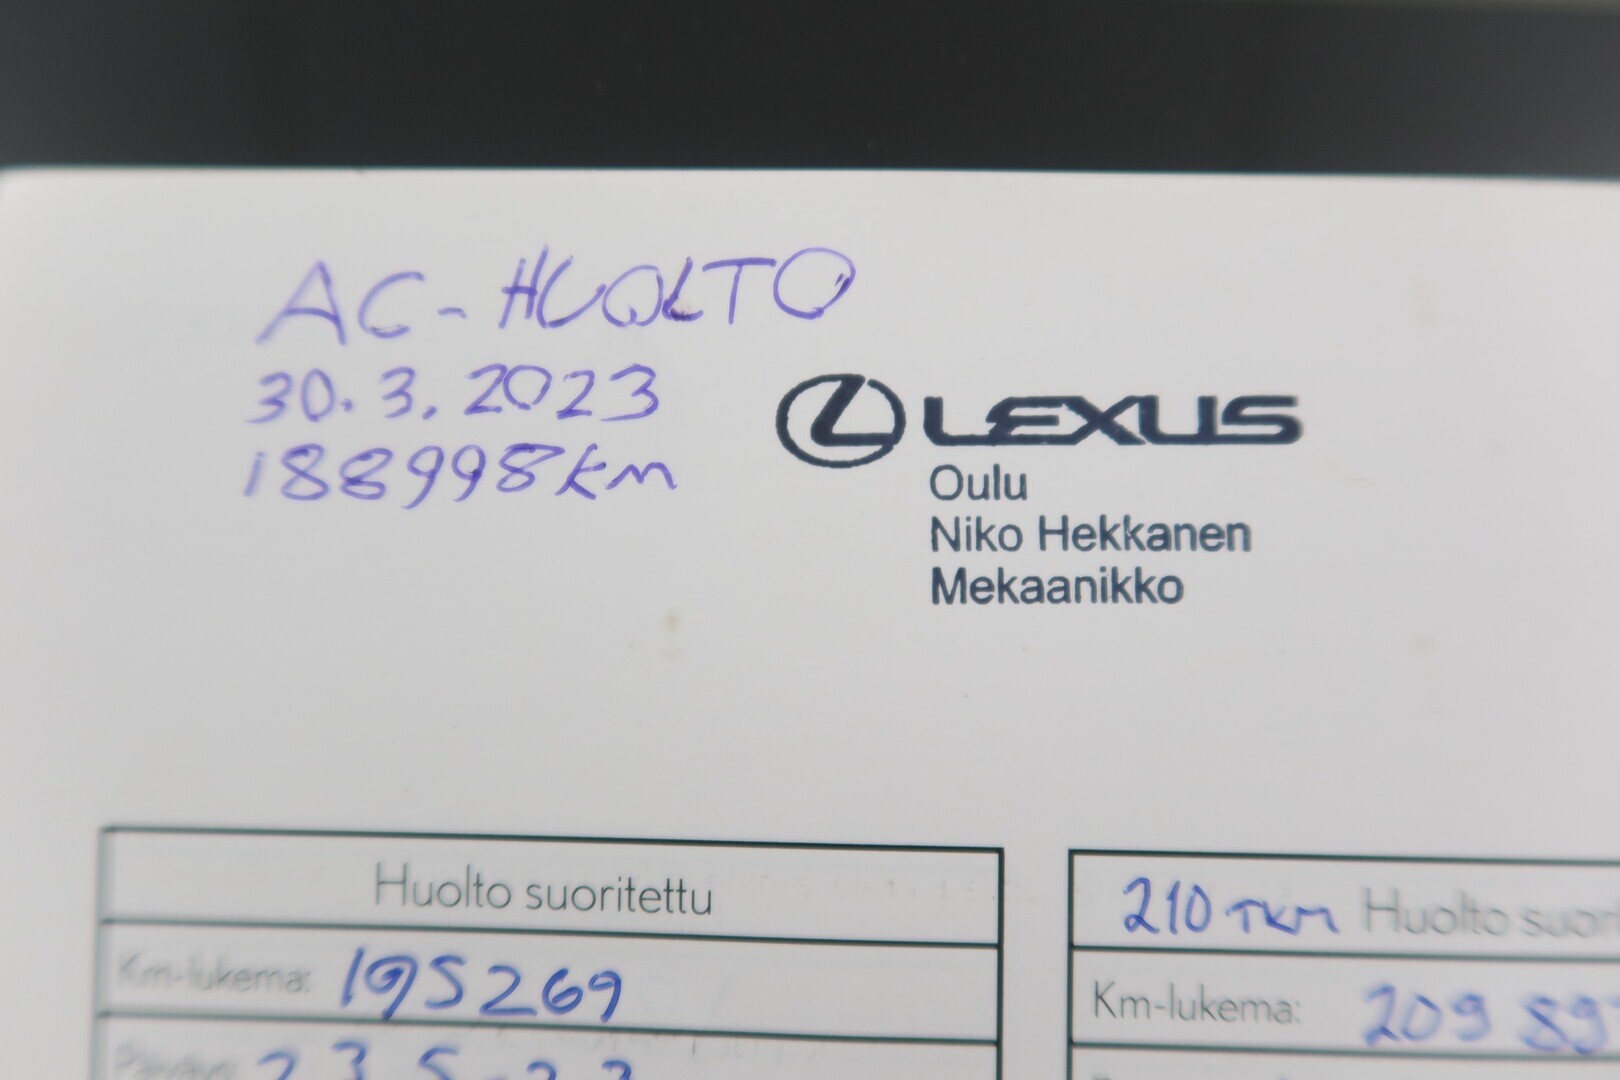 AC-HUOLTO
30.3.2023
188998km
LEXUS
Oulu
Niko Hekkanen
Mekaanikko
Huolto suoritettu
Km-lukema: 195269
Päiväys:
210 TKM Huolto
Km-lukema: